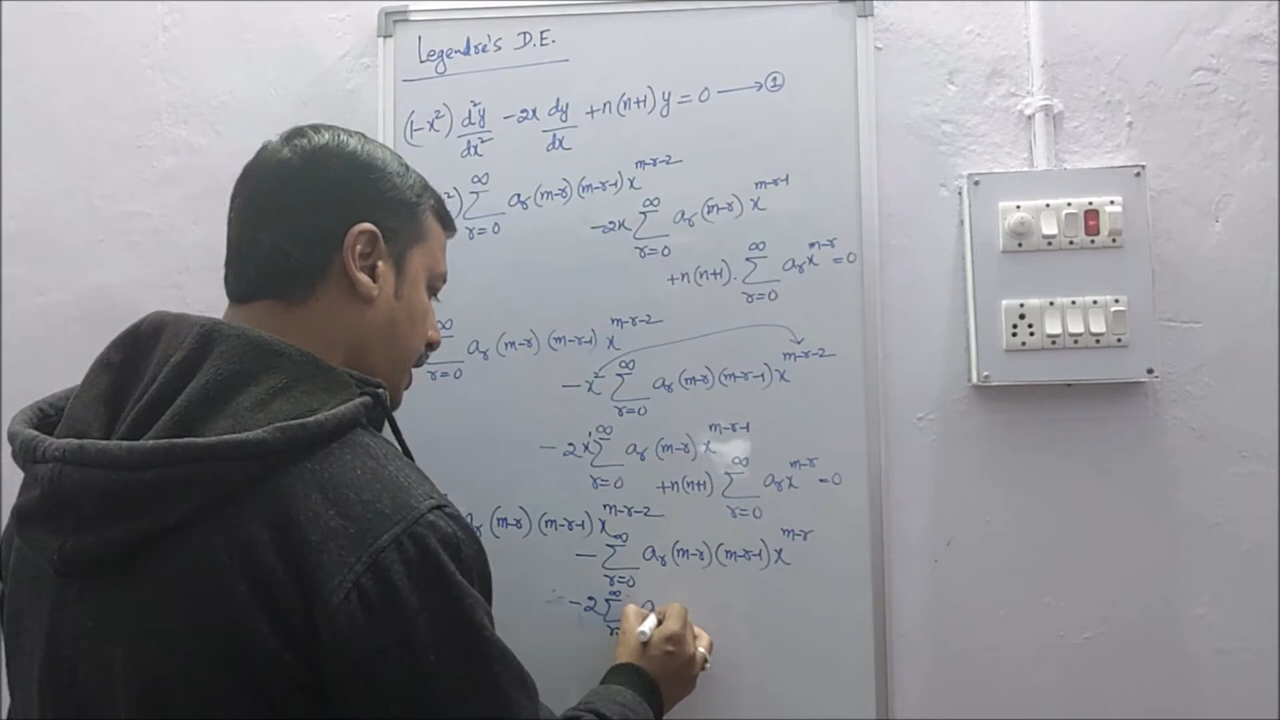 Legendre's D.E.
(1-x²) d²y/dx² -2x dy/dx +n(n+1) y = 0 ⟶ ①
²) ∑_{r=0}^{∞} a_r (m-r) (m-r-1) x^{m-r-2}
-2x ∑_{r=0}^{∞} a_r (m-r) x^{m-r-1}
+n(n+1). ∑_{r=0}^{∞} a_r x^{m-r} = 0
∑_{r=0}^{∞} a_r (m-r) (m-r-1) x^{m-r-2}
- x² ∑_{r=0}^{∞} a_r (m-r) (m-r-1) x^{m-r-2}
- 2x¹ ∑_{r=0}^{∞} a_r (m-r) x^{m-r-1}
+n(n+1) ∑_{r=0}^{∞} a_r x^{m-r} = 0
a_r (m-r) (m-r-1) x^{m-r-2}
- ∑_{r=0}^{∞} a_r (m-r) (m-r-1) x^{m-r}
-2 ∑^{∞}